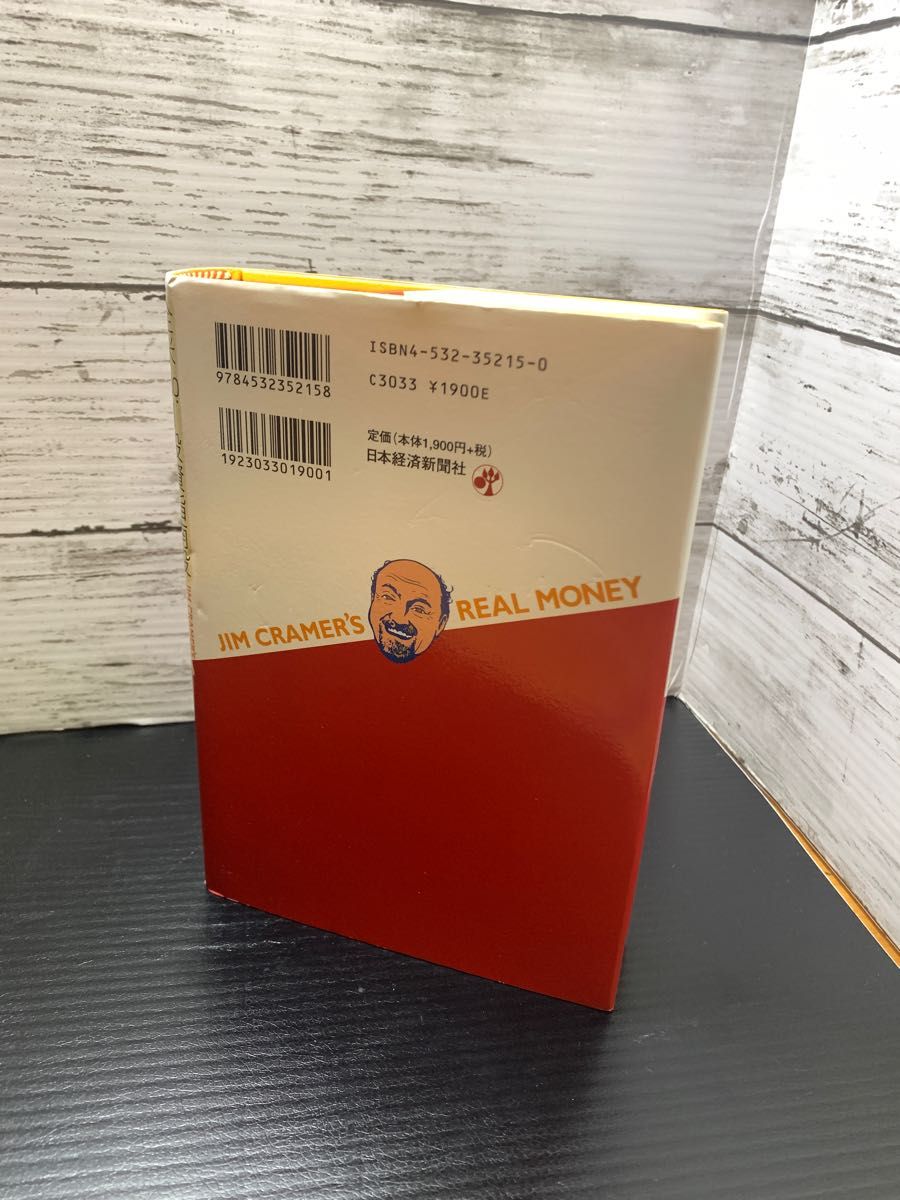 9784532352158
ISBN4-532-35215-0
C3033 ¥1900E
1923033019001
定価(本体1,900円+税)
日本経済新聞社
JIM CRAMER'S REAL MONEY